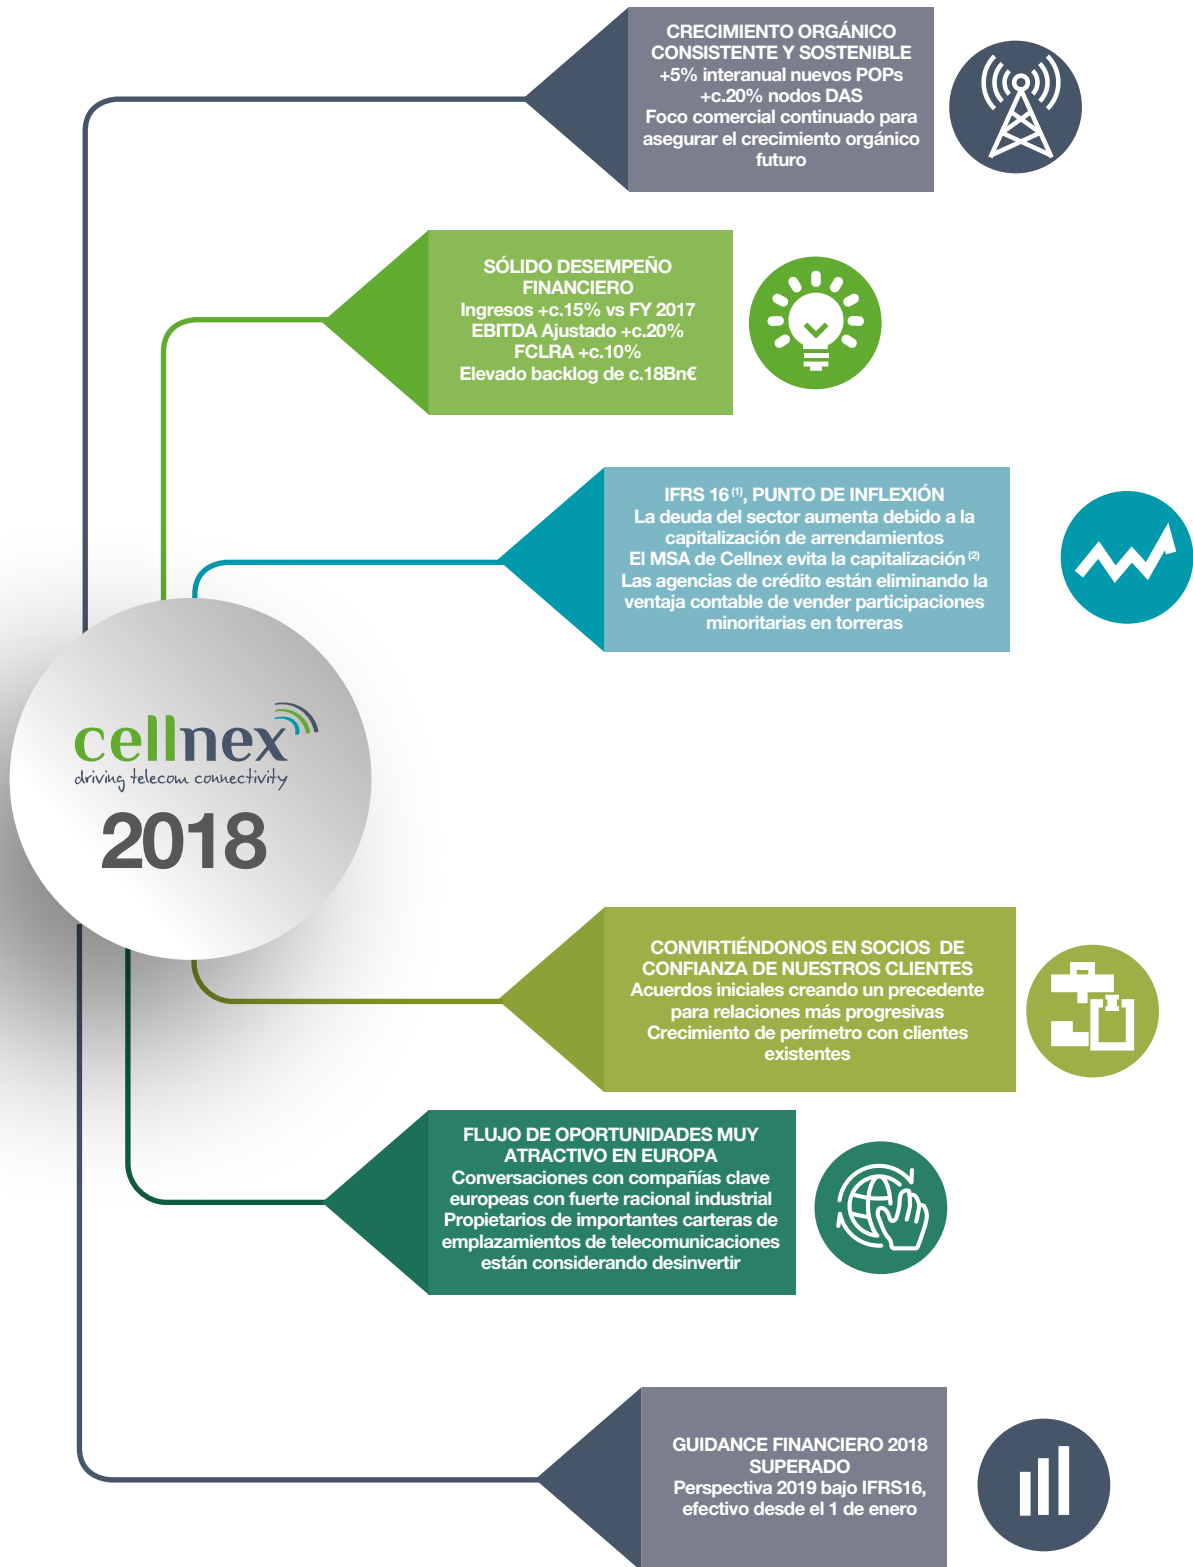 CRECIMIENTO ORGÁNICO
CONSISTENTE Y SOSTENIBLE
+5% interanual nuevos POPs
+c.20% nodos DAS
Foco comercial continuado para
asegurar el crecimiento orgánico
futuro
SÓLIDO DESEMPEÑO
FINANCIERO
Ingresos +c.15% vs FY 2017
EBITDA Ajustado +c.20%
FCLRA +c.10%
Elevado backlog de c.18Bn€
IFRS 16 (1), PUNTO DE INFLEXIÓN
La deuda del sector aumenta debido a la
capitalización de arrendamientos
El MSA de Cellnex evita la capitalización (2)
Las agencias de crédito están eliminando la
ventaja contable de vender participaciones
minoritarias en torreras
cellnex
driving telecom connectivity
2018
CONVIRTIÉNDONOS EN SOCIOS DE
CONFIANZA DE NUESTROS CLIENTES
Acuerdos iniciales creando un precedente
para relaciones más progresivas
Crecimiento de perímetro con clientes
existentes
FLUJO DE OPORTUNIDADES MUY
ATRACTIVO EN EUROPA
Conversaciones con compañías clave
europeas con fuerte racional industrial
Propietarios de importantes carteras de
emplazamientos de telecomunicaciones
están considerando desinvertir
GUIDANCE FINANCIERO 2018
SUPERADO
Perspectiva 2019 bajo IFRS16,
efectivo desde el 1 de enero